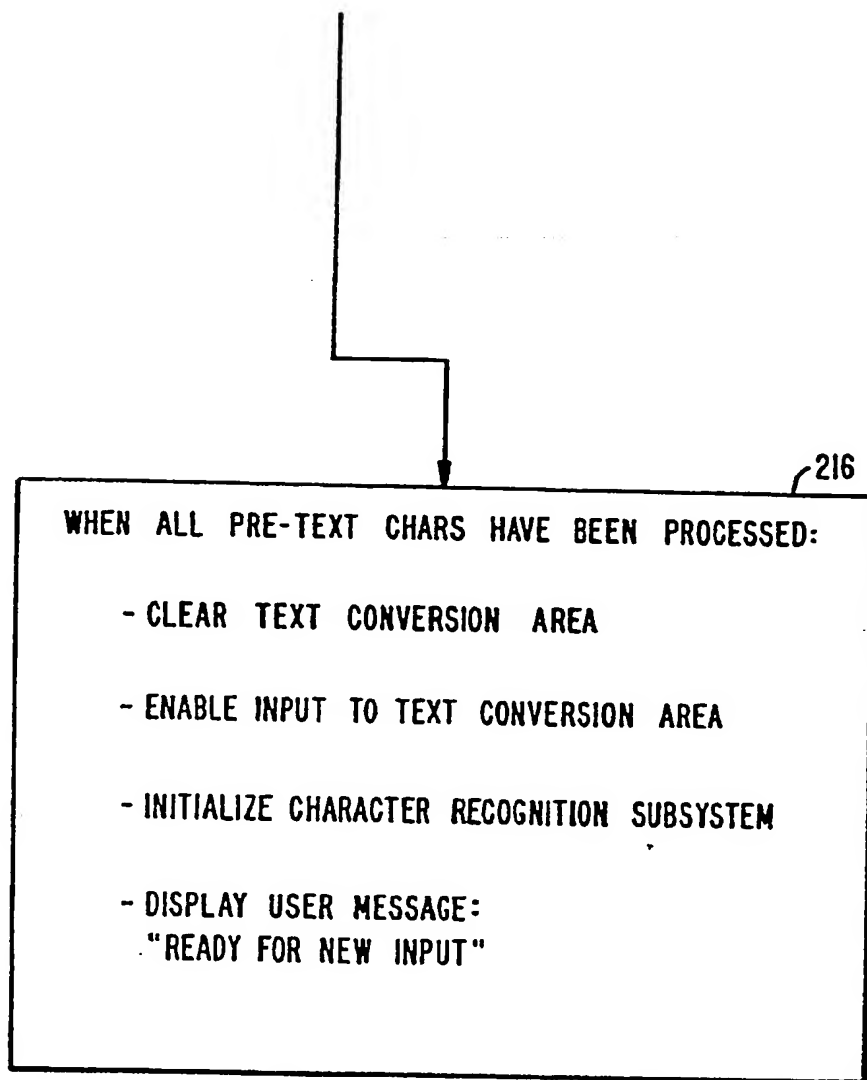 216
WHEN ALL PRE-TEXT CHARS HAVE BEEN PROCESSED:
- CLEAR TEXT CONVERSION AREA
- ENABLE INPUT TO TEXT CONVERSION AREA
- INITIALIZE CHARACTER RECOGNITION SUBSYSTEM
- DISPLAY USER MESSAGE:
"READY FOR NEW INPUT"